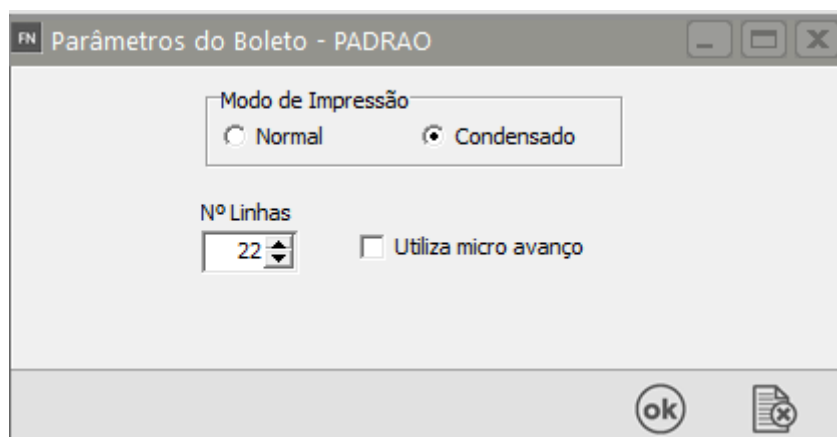 FN Parâmetros do Boleto - PADRAO
Modo de Impressão
Normal Condensado
Nº Linhas
22 Utiliza micro avanço
ok